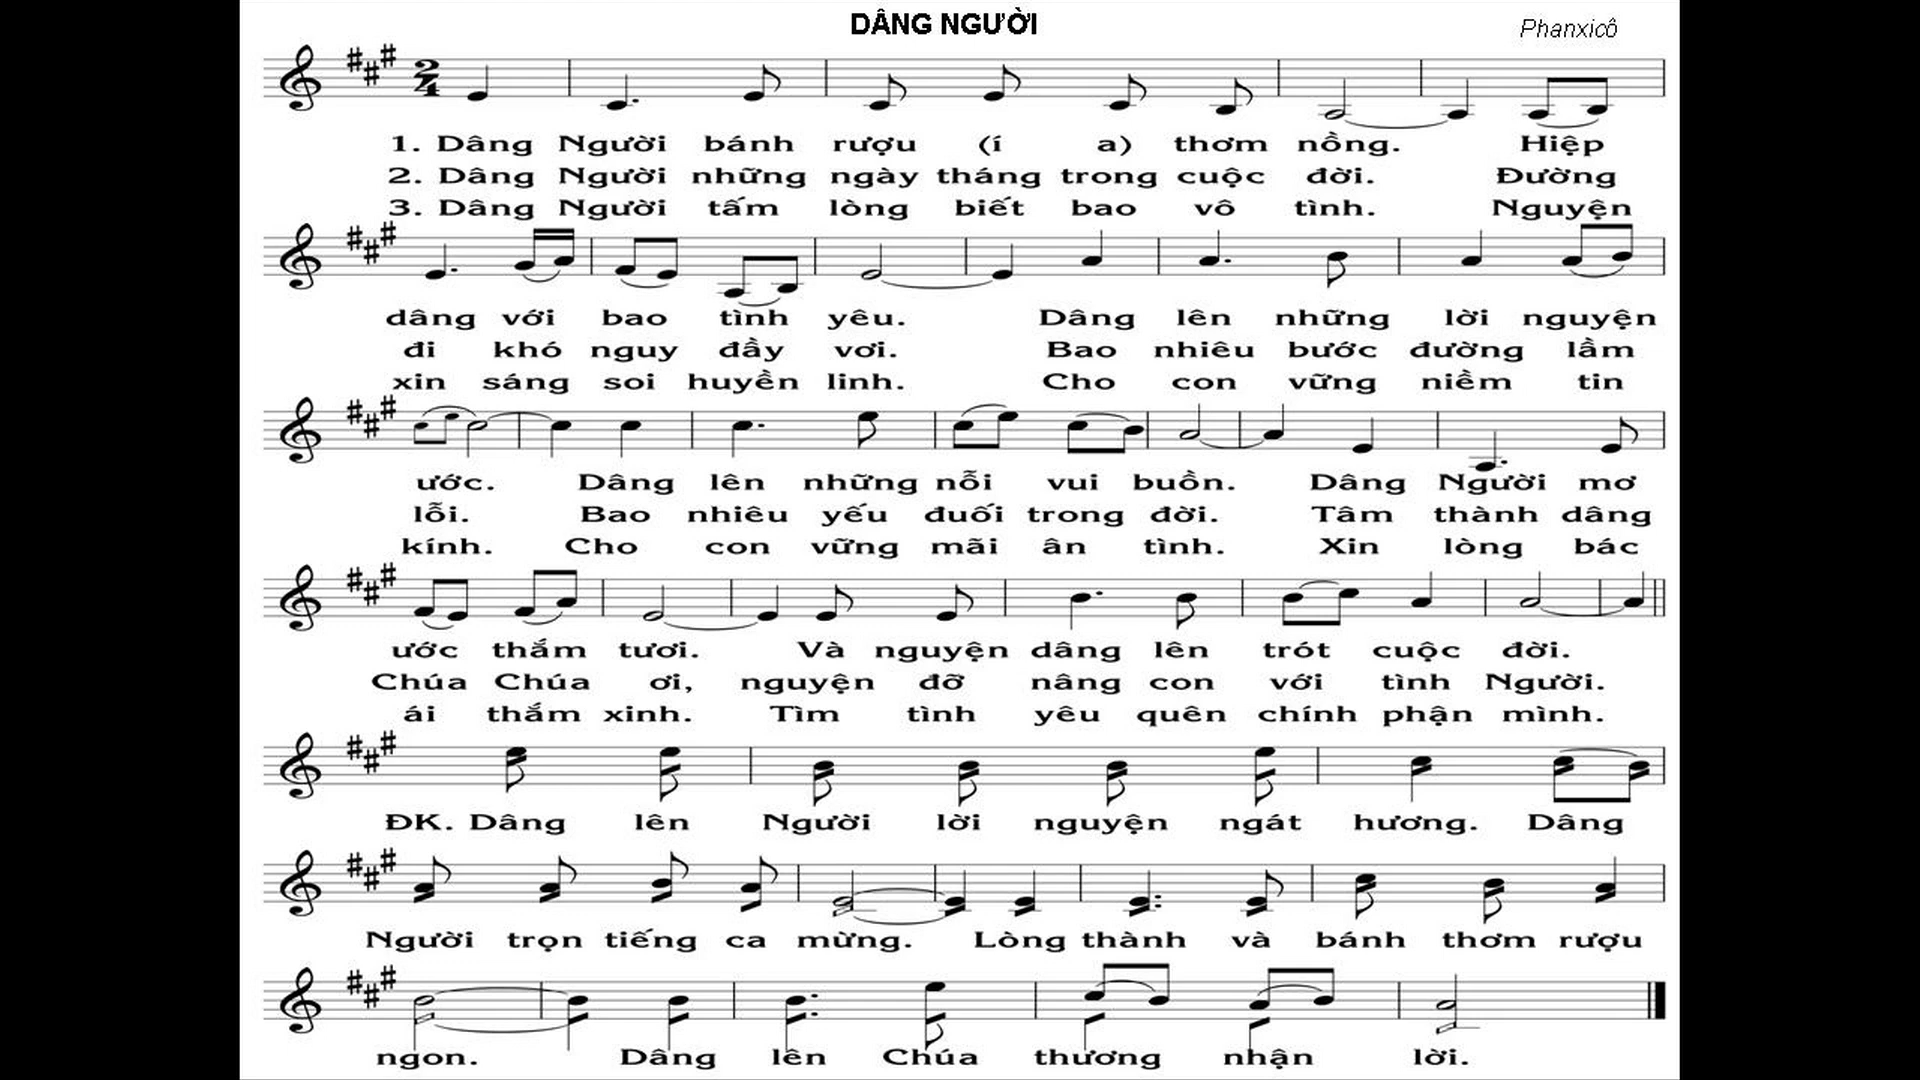 DÂNG NGƯỜI
Phanxicô
1. Dâng Người bánh rượu (í a) thơm nồng. Hiệp
2. Dâng Người những ngày tháng trong cuộc đời. Đường
3. Dâng Người tấm lòng biết bao vô tình. Nguyện
dâng với bao tình yêu. Dâng lên những lời nguyện
đi khó nguy đầy vơi. Bao nhiêu bước đường lầm
xin sáng soi huyền linh. Cho con vững niềm tin
ước. Dâng lên những nỗi vui buồn. Dâng Người mơ
lỗi. Bao nhiêu yếu đuối trong đời. Tâm thành dâng
kính. Cho con vững mãi ân tình. Xin lòng bác
ước thắm tươi. Và nguyện dâng lên trót cuộc đời.
Chúa Chúa ơi, nguyện đỡ nâng con với tình Người.
ái thắm xinh. Tìm tình yêu quên chính phận mình.
ĐK. Dâng lên Người lời nguyện ngát hương. Dâng
Người trọn tiếng ca mừng. Lòng thành và bánh thơm rượu
ngon. Dâng lên Chúa thương nhận lời.